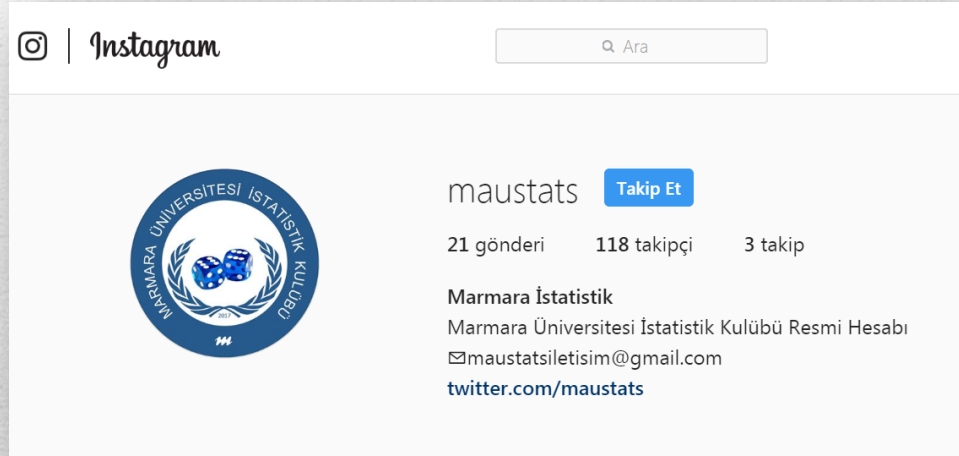 Instagram
Ara
MARMARA ÜNİVERSİTESİ İSTATİSTİK KULÜBÜ
2017
m
maustats Takip Et
21 gönderi 118 takipçi 3 takip
Marmara İstatistik
Marmara Üniversitesi İstatistik Kulübü Resmi Hesabı
maustatsiletisim@gmail.com
twitter.com/maustats